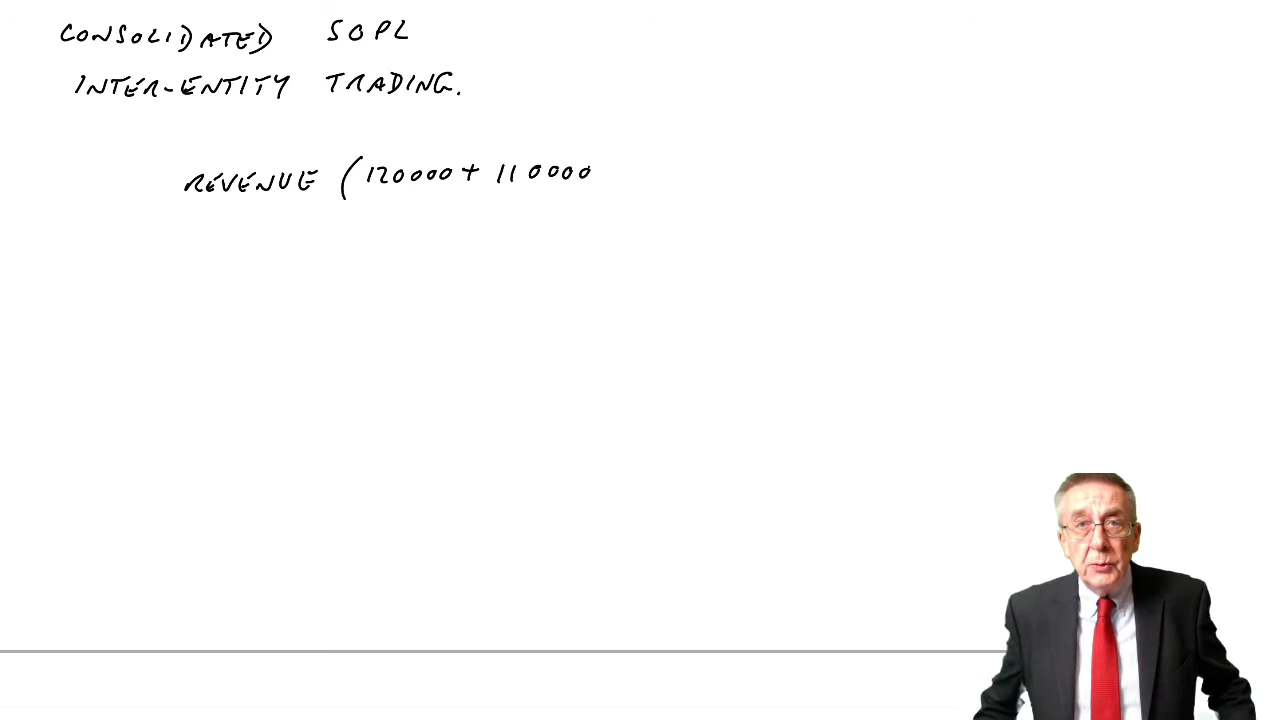 CONSOLIDATED SOPL
INTER-ENTITY TRADING.
REVENUE (120000 + 110000